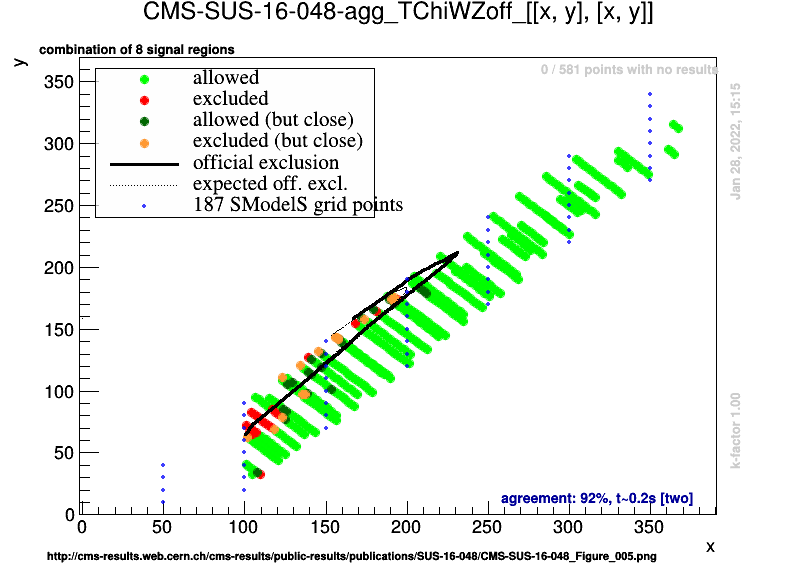 CMS-SUS-16-048-agg_TChiWZoff_[[x, y], [x, y]]
combination of 8 signal regions
y
0 / 581 points with no results
allowed
excluded
allowed (but close)
excluded (but close)
official exclusion
expected off. excl.
187 SModelS grid points
Jan 28, 2022, 15:15
k-factor 1.00
350
300
250
200
150
100
50
0
agreement: 92%, t~0.2s [two]
0 50 100 150 200 250 300 350
x
http://cms-results.web.cern.ch/cms-results/public-results/publications/SUS-16-048/CMS-SUS-16-048_Figure_005.png